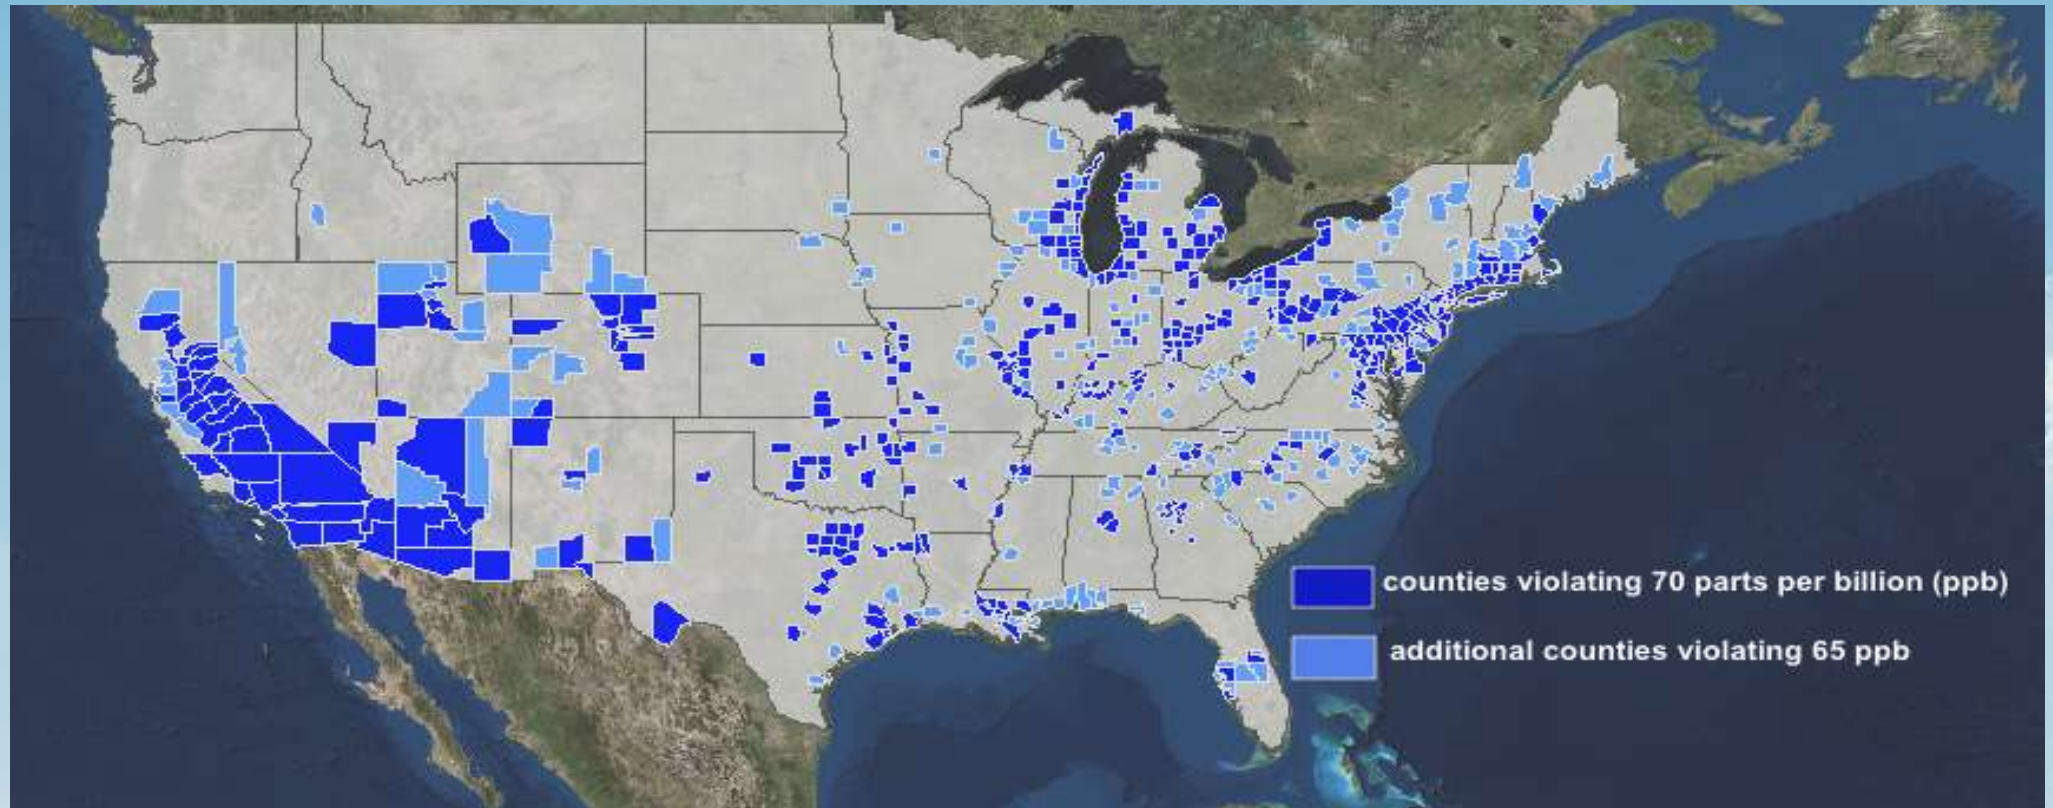 counties violating 70 parts per billion (ppb)
additional counties violating 65 ppb